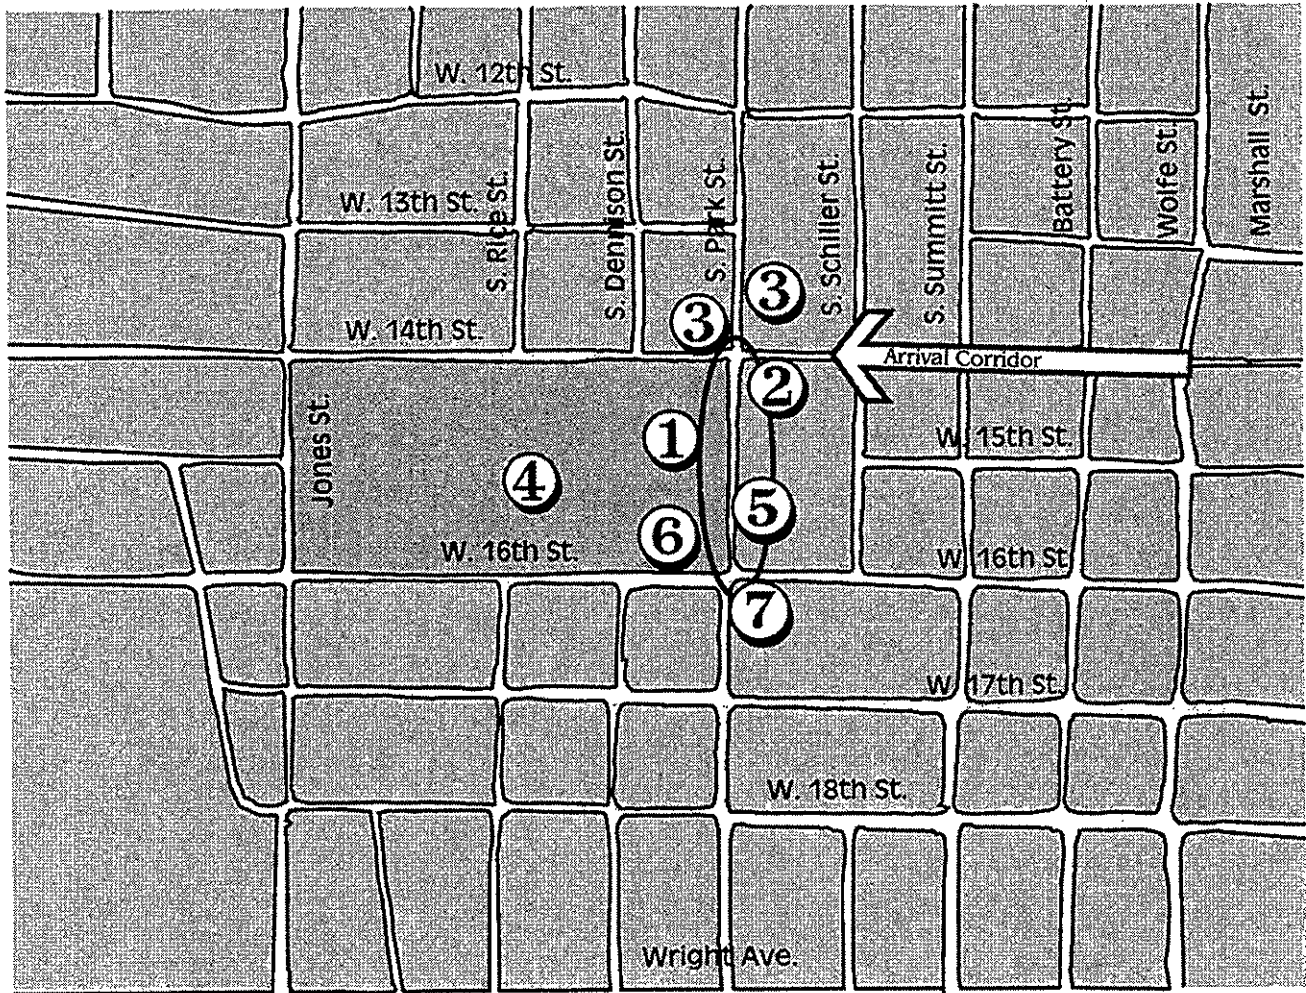 W. 12th St.
Marshall St.
Battery St.
Wolfe St.
S. Dennison St.
S. Park St.
S. Schiller St.
S. Summitt St.
S. Rice St.
W. 13th St.
3
3
W. 14th St.
Arrival Corridor
2
Jones St.
1
W. 15th St.
4
5
6
W. 16th St.
W. 16th St
7
W. 17th St.
W. 18th St.
Wright Ave.